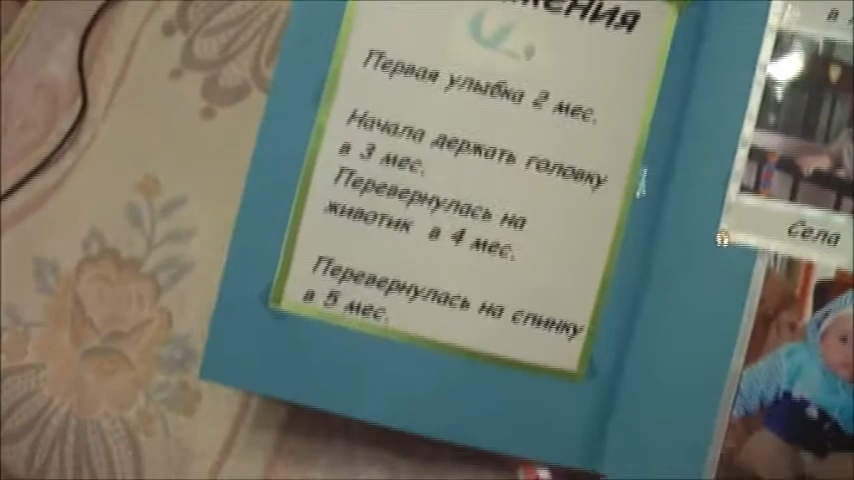 Первая улыбка 2 мес.
Начала держать головку
в 3 мес.
Перевернулась на
животик в 4 мес.
Перевернулась на спинку
в 5 мес.
Села